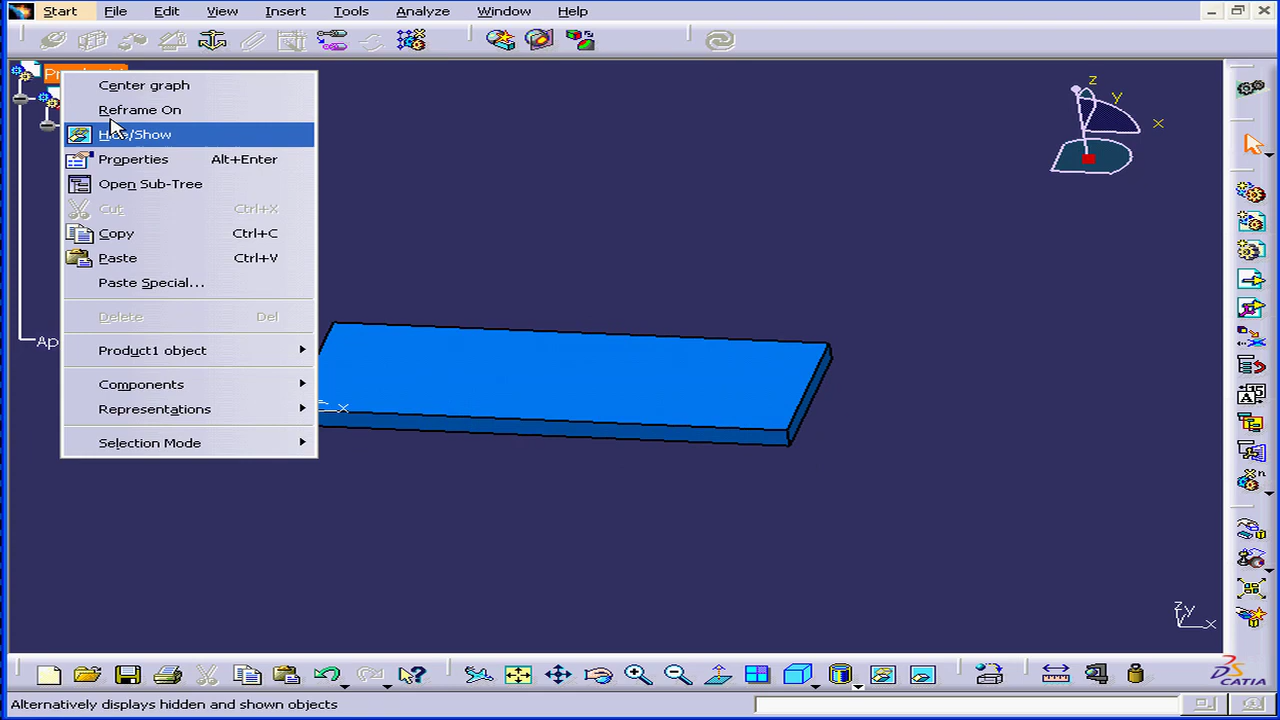 Start File Edit View Insert Tools Analyze Window Help
Center graph
Reframe On
Hide/Show
Properties Alt+Enter
Open Sub-Tree
Cut Ctrl+X
Copy Ctrl+C
Paste Ctrl+V
Paste Special...
Delete Del
Product1 object
Components
Representations
Selection Mode
Ap
z
y
x
x
z y
x
CATIA
Alternatively displays hidden and shown objects